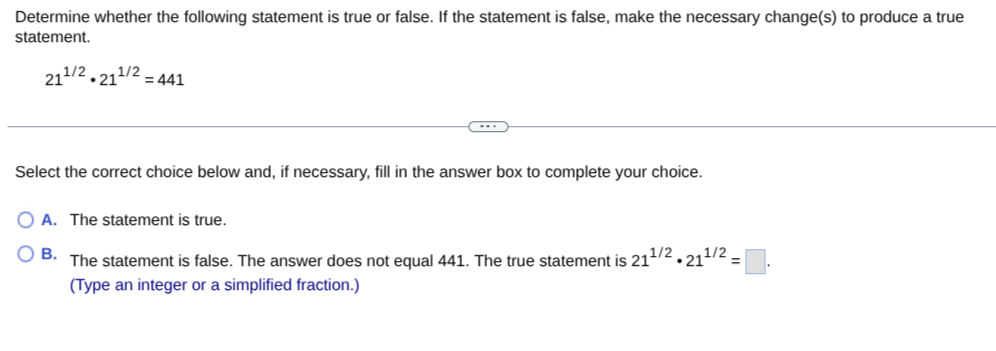 Determine whether the following statement is true or false. If the statement is false, make the necessary change(s) to produce a true
statement.
21^{1/2} • 21^{1/2} = 441
...
Select the correct choice below and, if necessary, fill in the answer box to complete your choice.
A. The statement is true.
B. The statement is false. The answer does not equal 441. The true statement is 21^{1/2} • 21^{1/2} = .
(Type an integer or a simplified fraction.)